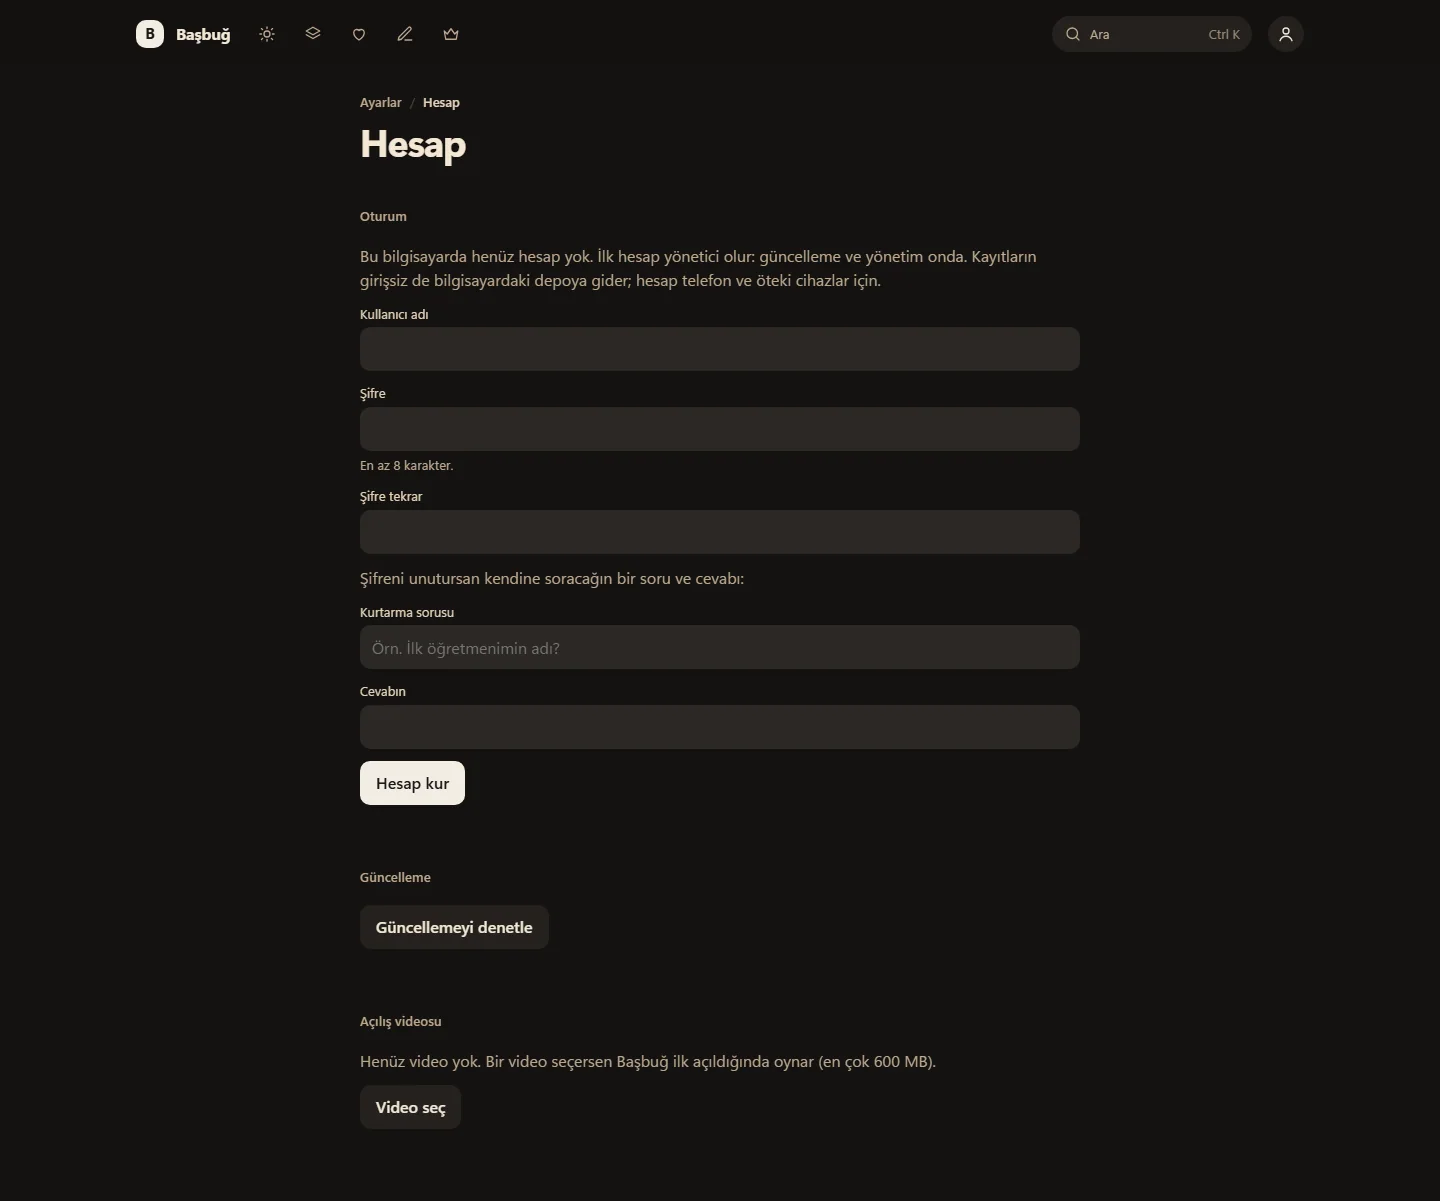 B Başbuğ
Ara Ctrl K
Ayarlar / Hesap
Hesap
Oturum
Bu bilgisayarda henüz hesap yok. İlk hesap yönetici olur: güncelleme ve yönetim onda. Kayıtların
girişsiz de bilgisayardaki depoya gider; hesap telefon ve öteki cihazlar için.
Kullanıcı adı
Şifre
En az 8 karakter.
Şifre tekrar
Şifreni unutursan kendine soracağın bir soru ve cevabı:
Kurtarma sorusu
Örn. İlk öğretmenimin adı?
Cevabın
Hesap kur
Güncelleme
Güncellemeyi denetle
Açılış videosu
Henüz video yok. Bir video seçersen Başbuğ ilk açıldığında oynar (en çok 600 MB).
Video seç